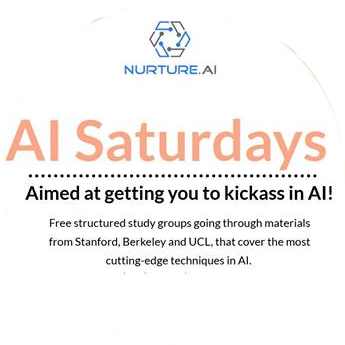 NURTURE.AI
AI Saturdays
Aimed at getting you to kickass in AI!
Free structured study groups going through materials
from Stanford, Berkeley and UCL, that cover the most
cutting-edge techniques in AI.